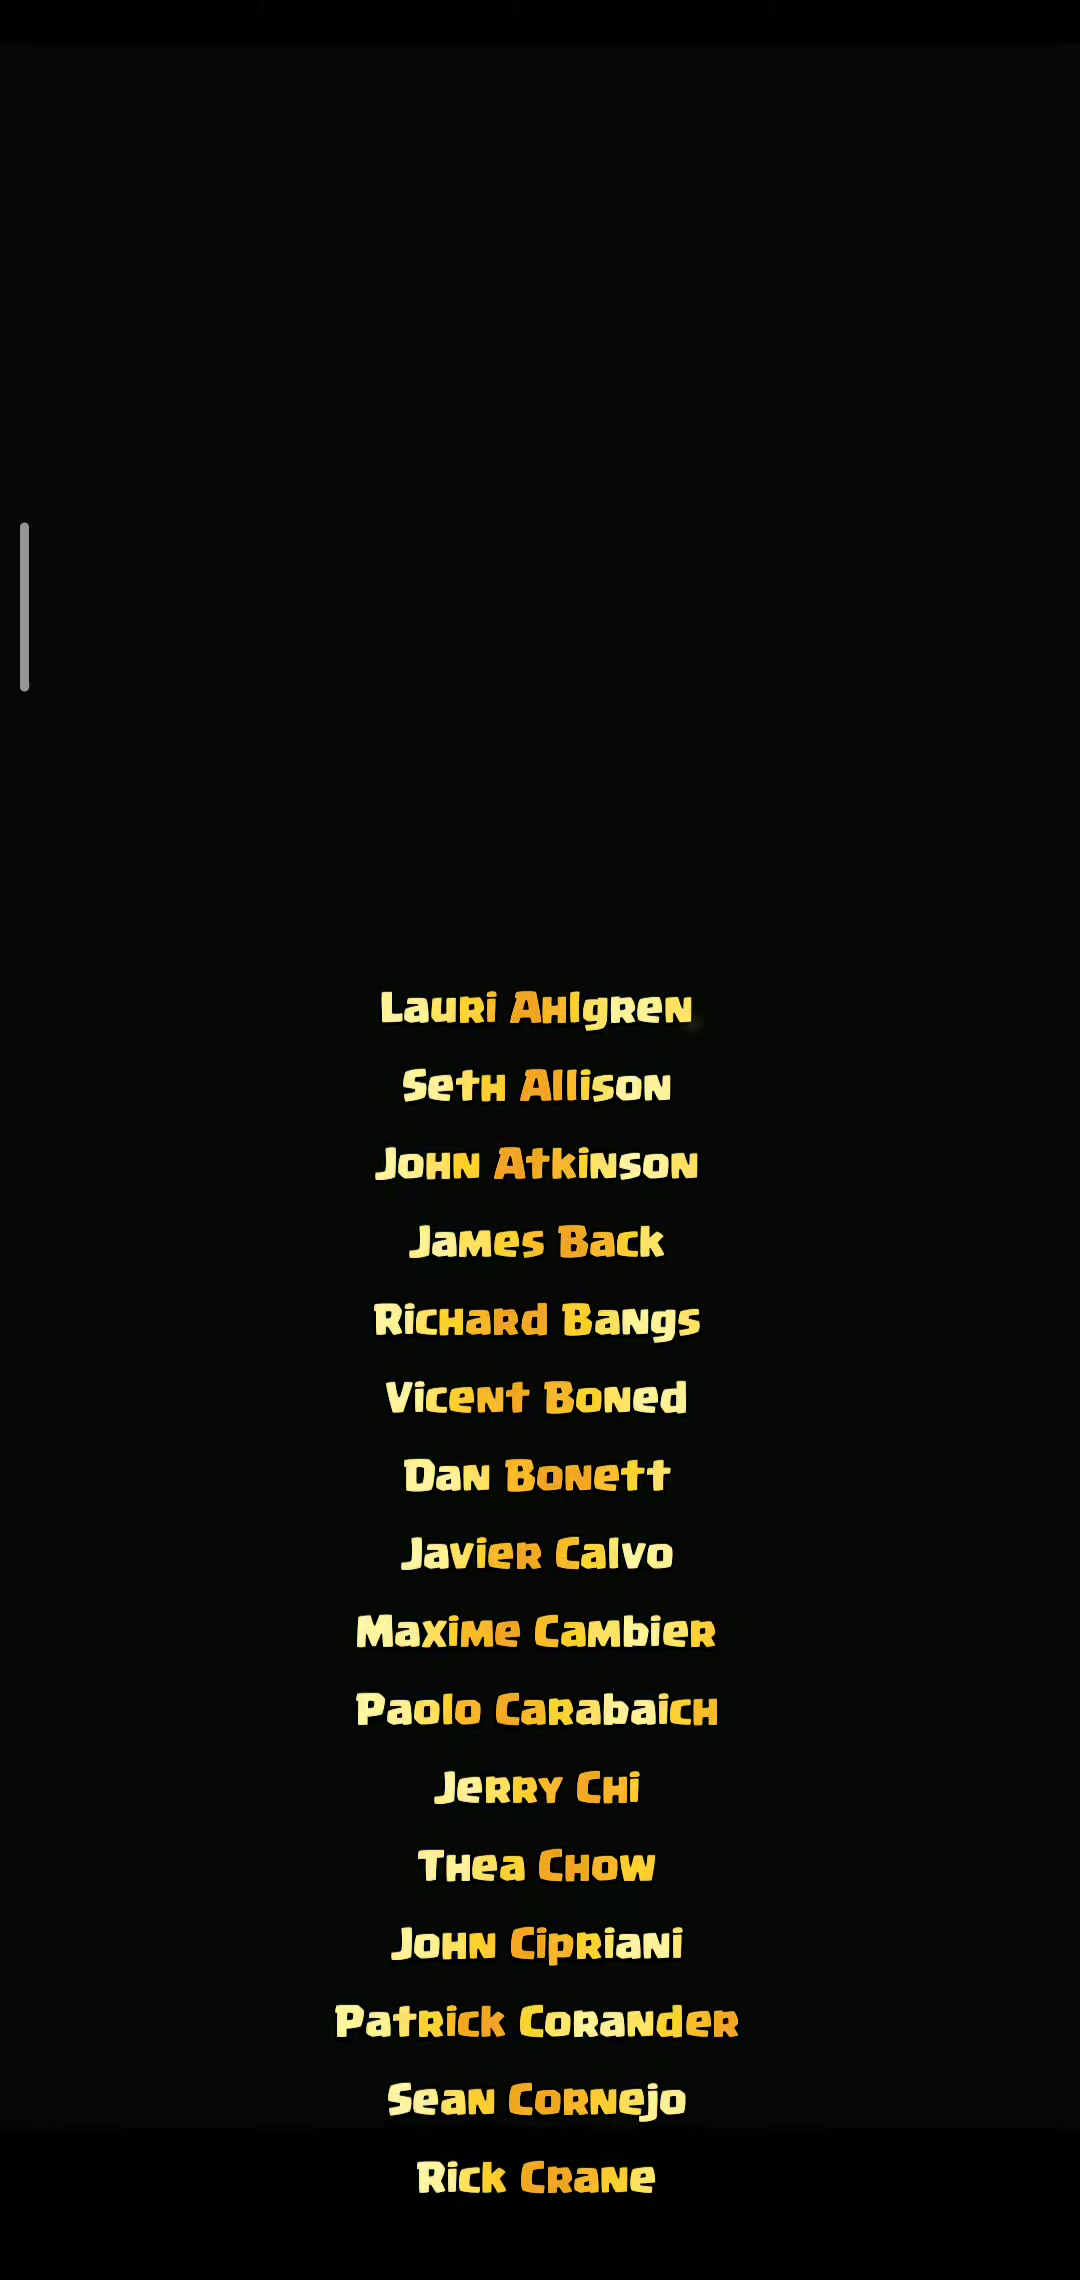 Lauri Ahlgren
Seth Allison
John Atkinson
James Back
Richard Bangs
Vicent Boned
Dan Bonett
Javier Calvo
Maxime Cambier
Paolo Carabaich
Jerry Chi
Thea Chow
John Cipriani
Patrick Corander
Sean Cornejo
Rick Crane